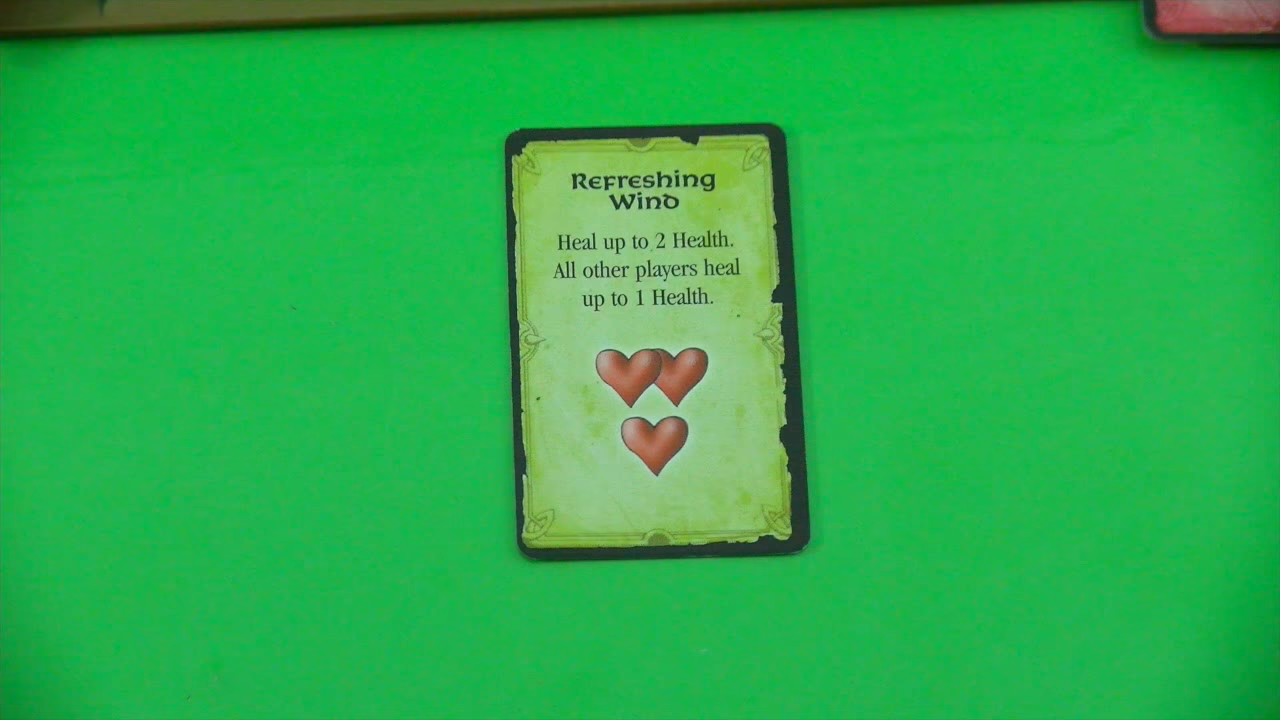 Refreshing
Wind
Heal up to 2 Health.
All other players heal
up to 1 Health.